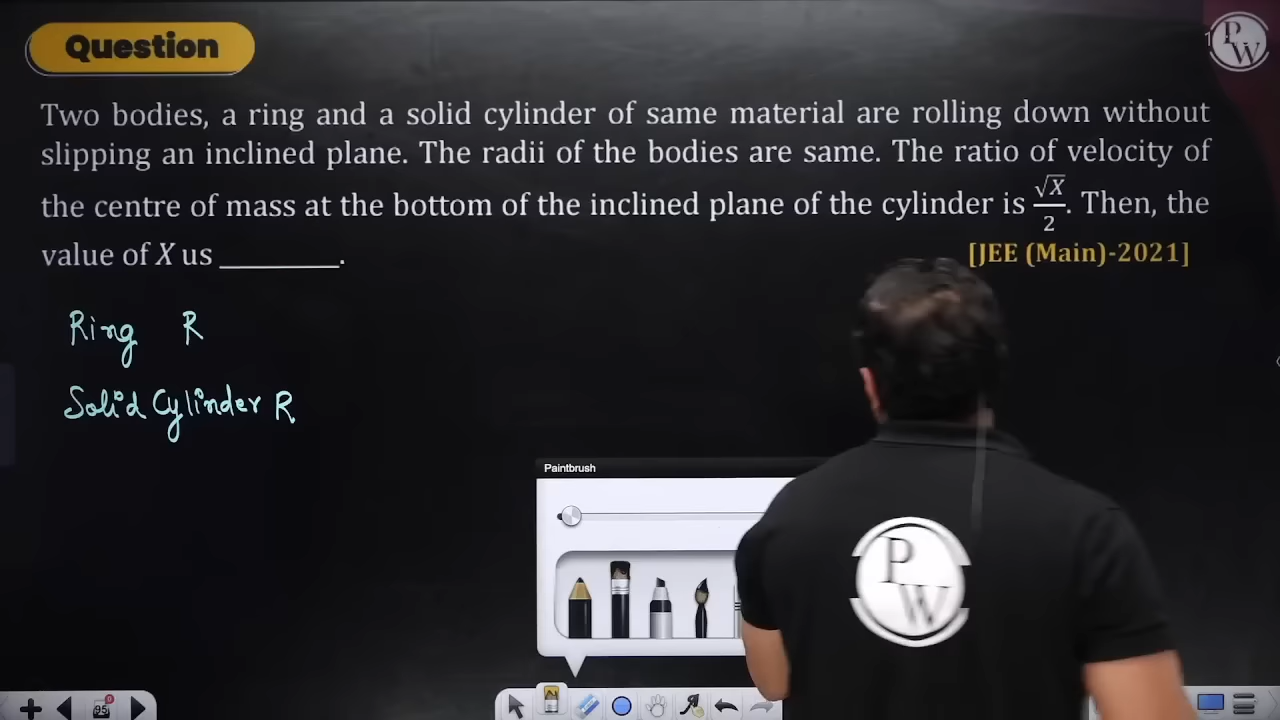 Question
Two bodies, a ring and a solid cylinder of same material are rolling down without
slipping an inclined plane. The radii of the bodies are same. The ratio of velocity of
the centre of mass at the bottom of the inclined plane of the cylinder is √X/2. Then, the
value of X us ________.
[JEE (Main)-2021]
Ring R
Solid Cylinder R
Paintbrush
95
PW
PW